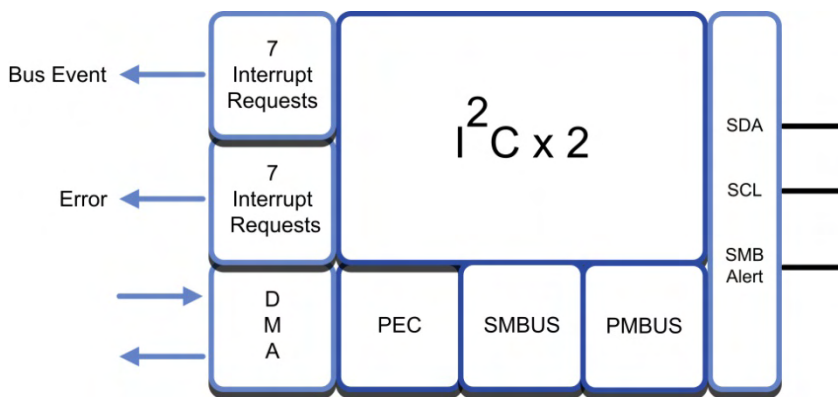 Bus Event
7
Interrupt
Requests
Error
7
Interrupt
Requests
I²C x 2
SDA
SCL
SMB
Alert
D
M
A
PEC
SMBUS
PMBUS